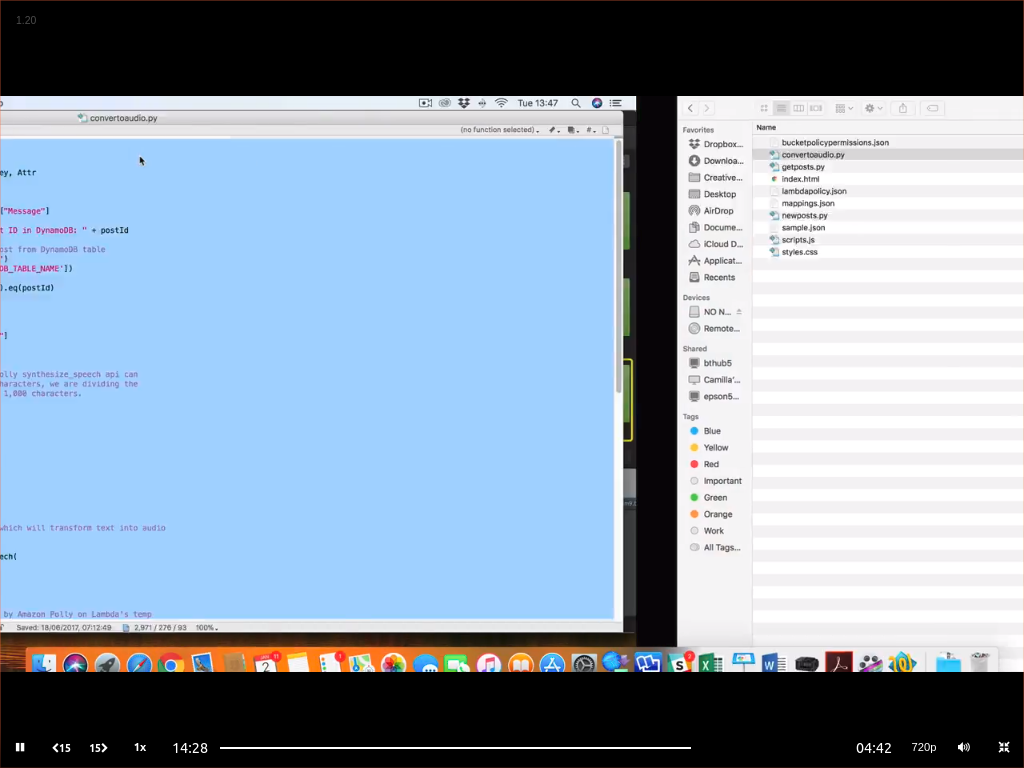 1.20
Tue 13:47
convertoaudio.py
(no function selected)
ey, Attr
["Message"]
t ID in DynamoDB: " + postId
ost from DynamoDB table
')
DB_TABLE_NAME'])
).eq(postId)
"]
olly synthesize_speech api can
haracters, we are dividing the
1,000 characters.
which will transform text into audio
ech(
by Amazon Polly on Lambda's temp
Saved: 18/06/2017, 07:12:49
2,971 / 276 / 93
100%
Favorites
Dropbox...
Downloa...
Creative...
Desktop
AirDrop
Docume...
iCloud D...
Applicat...
Recents
Devices
NO N...
Remote...
Shared
bthub5
Camilla'...
epson5...
Tags
Blue
Yellow
Red
Important
Green
Orange
Work
All Tags...
Name
bucketpolicypermissions.json
convertoaudio.py
getposts.py
index.html
lambdapolicy.json
mappings.json
newposts.py
sample.json
scripts.js
styles.css
15
15
1x
14:28
04:42
720p